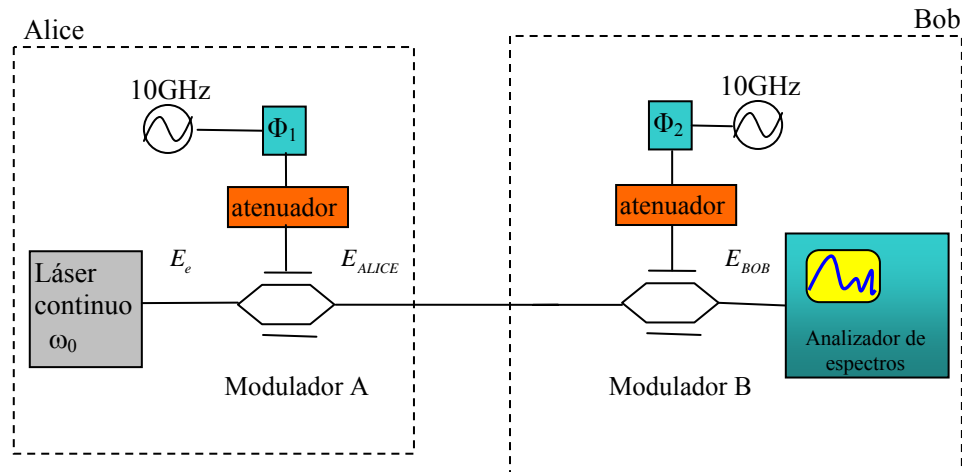 Alice
Bob
10GHz
Φ1
atenuador
10GHz
Φ2
atenuador
Láser
continuo
ω0
Ee
EALICE
Modulador A
EBOB
Modulador B
Analizador de
espectros